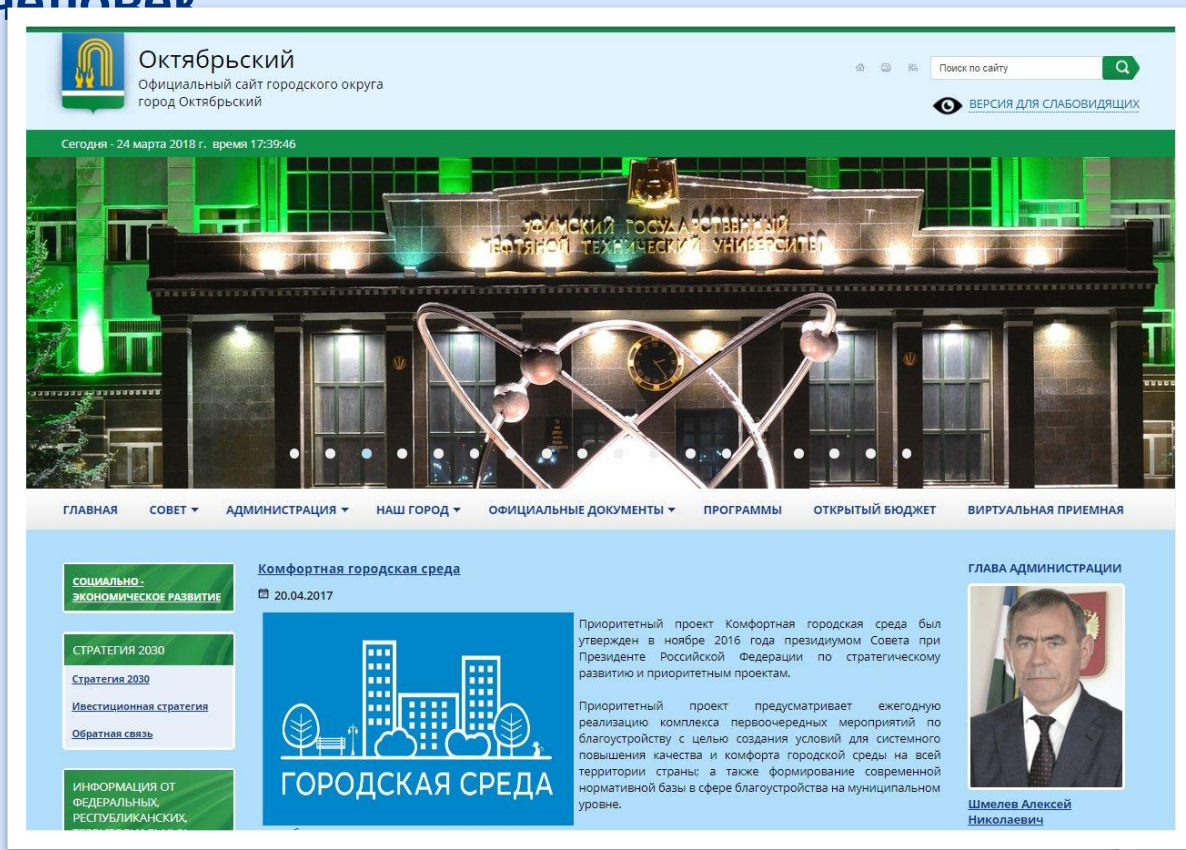 человек
Октябрьский
Официальный сайт городского округа
город Октябрьский
Поиск по сайту
ВЕРСИЯ ДЛЯ СЛАБОВИДЯЩИХ
Сегодня - 24 марта 2018 г. время 17:39:46
УФИМСКИЙ ГОСУДАРСТВЕННЫЙ
НЕФТЯНОЙ ТЕХНИЧЕСКИЙ УНИВЕРСИТЕТ
ГЛАВНАЯ СОВЕТ АДМИНИСТРАЦИЯ НАШ ГОРОД ОФИЦИАЛЬНЫЕ ДОКУМЕНТЫ ПРОГРАММЫ ОТКРЫТЫЙ БЮДЖЕТ ВИРТУАЛЬНАЯ ПРИЕМНАЯ
СОЦИАЛЬНО -
ЭКОНОМИЧЕСКОЕ РАЗВИТИЕ
СТРАТЕГИЯ 2030
Стратегия 2030
Ивестиционная стратегия
Обратная связь
ИНФОРМАЦИЯ ОТ
ФЕДЕРАЛЬНЫХ,
РЕСПУБЛИКАНСКИХ,
Комфортная городская среда
20.04.2017
ГОРОДСКАЯ СРЕДА
Приоритетный проект Комфортная городская среда был
утвержден в ноябре 2016 года президиумом Совета при
Президенте Российской Федерации по стратегическому
развитию и приоритетным проектам.
Приоритетный проект предусматривает ежегодную
реализацию комплекса первоочередных мероприятий по
благоустройству с целью создания условий для системного
повышения качества и комфорта городской среды на всей
территории страны; а также формирование современной
нормативной базы в сфере благоустройства на муниципальном
уровне.
ГЛАВА АДМИНИСТРАЦИИ
Шмелев Алексей
Николаевич